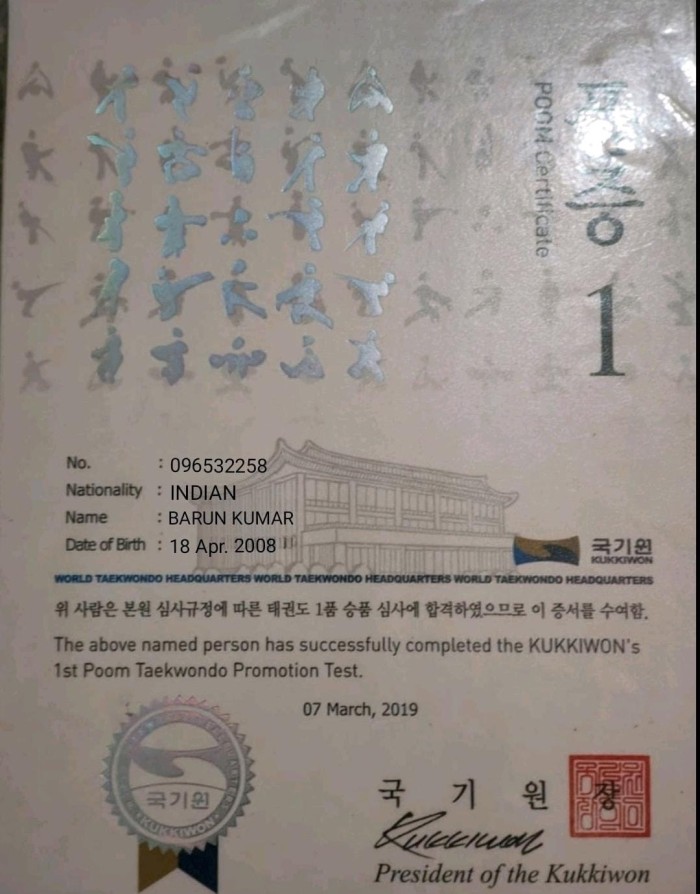 품증
POOM Certificate
1
No. : 096532258
Nationality : INDIAN
Name : BARUN KUMAR
Date of Birth : 18 Apr. 2008
국기원
KUKKIWON
WORLD TAEKWONDO HEADQUARTERS WORLD TAEKWONDO HEADQUARTERS WORLD TAEKWONDO HEADQUARTERS WORLD TAEKWONDO HEADQUARTERS
위 사람은 본원 심사규정에 따른 태권도 1품 승품 심사에 합격하였으므로 이 증서를 수여함.
The above named person has successfully completed the KUKKIWON's
1st Poom Taekwondo Promotion Test.
07 March, 2019
국기원
KUKKIWON
국 기 원 장
Kukkiwon
President of the Kukkiwon